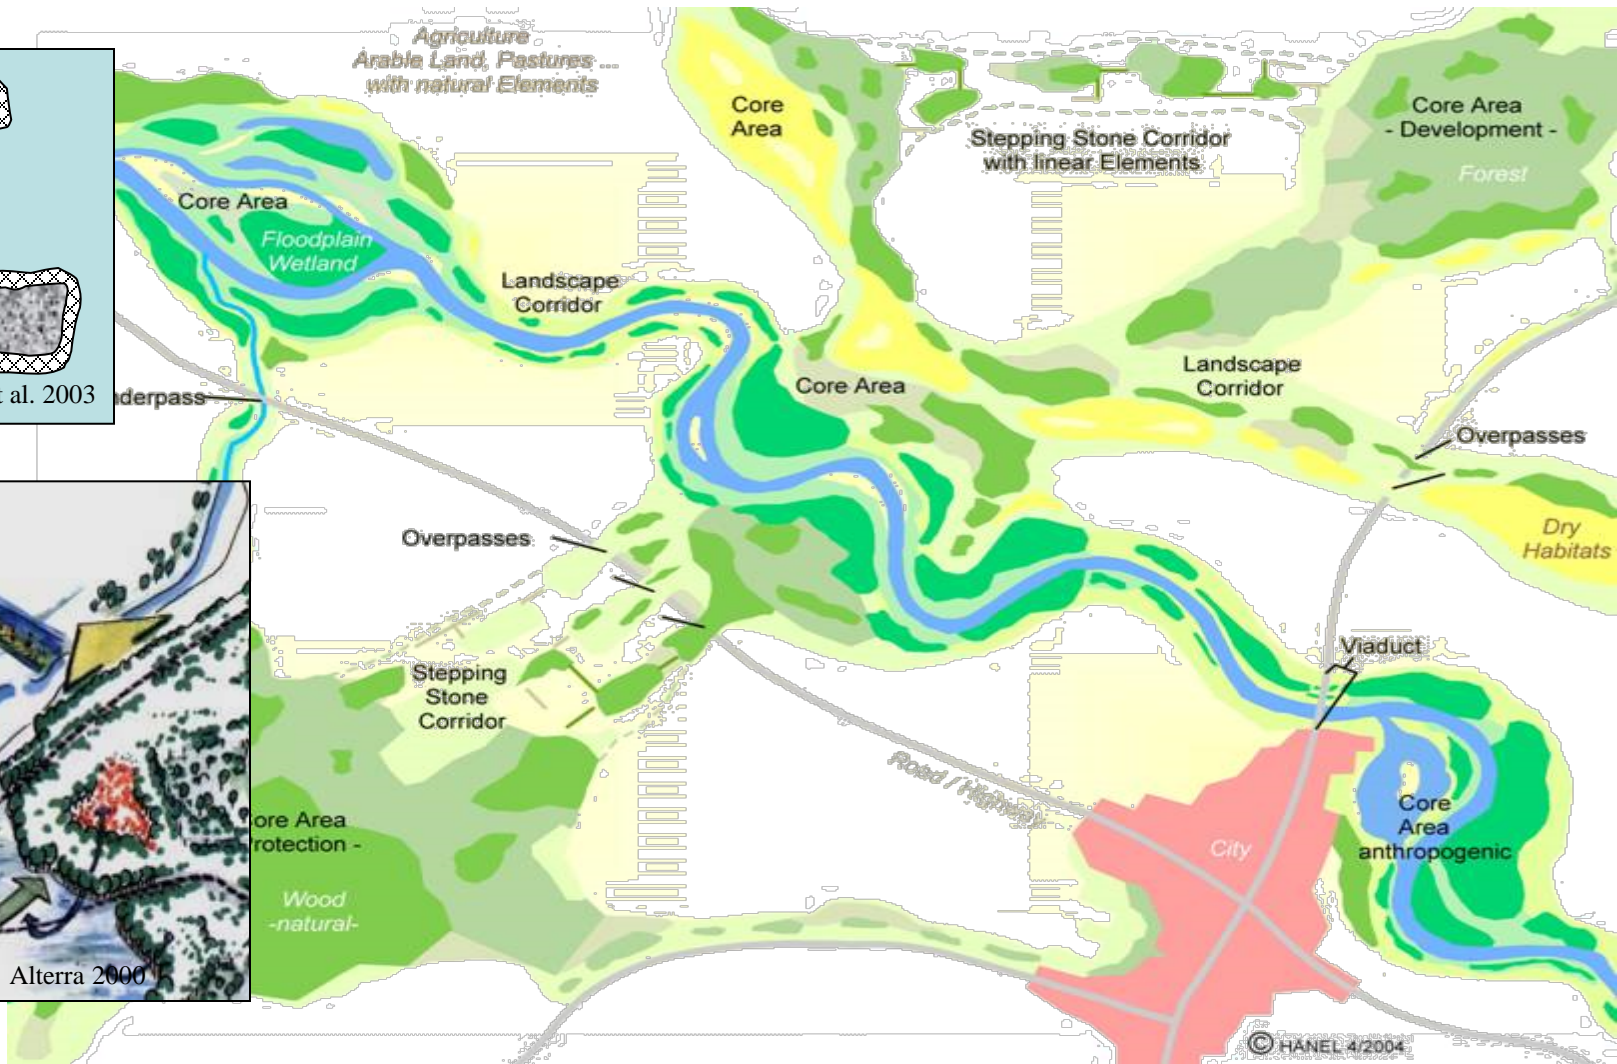 Agriculture
Arable Land, Pastures ...
with natural Elements
Core
Area
Stepping Stone Corridor
with linear Elements
Core Area
- Development -
Forest
Core Area
Floodplain
Wetland
Landscape
Corridor
t al. 2003
nderpass
Core Area
Landscape
Corridor
Overpasses
Dry
Habitats
Overpasses
Viaduct
Stepping
Stone
Corridor
Road / Highway
ore Area
rotection -
Wood
-natural-
City
Core
Area
anthropogenic
Alterra 2000
© HÄNEL 4/2004